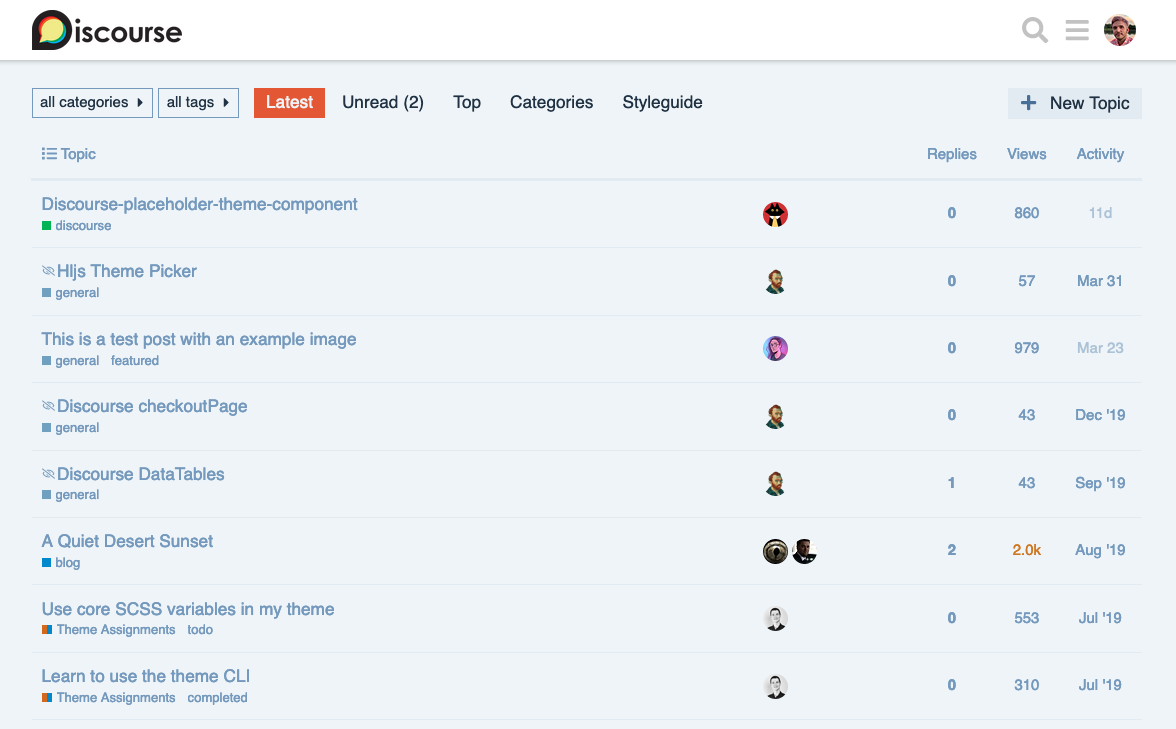 Discourse
all categories all tags Latest Unread (2) Top Categories Styleguide New Topic
Topic Replies Views Activity
Discourse-placeholder-theme-component 0 860 11d
discourse
Hljs Theme Picker 0 57 Mar 31
general
This is a test post with an example image 0 979 Mar 23
general featured
Discourse checkoutPage 0 43 Dec '19
general
Discourse DataTables 1 43 Sep '19
general
A Quiet Desert Sunset 2 2.0k Aug '19
blog
Use core SCSS variables in my theme 0 553 Jul '19
Theme Assignments todo
Learn to use the theme CLI 0 310 Jul '19
Theme Assignments completed